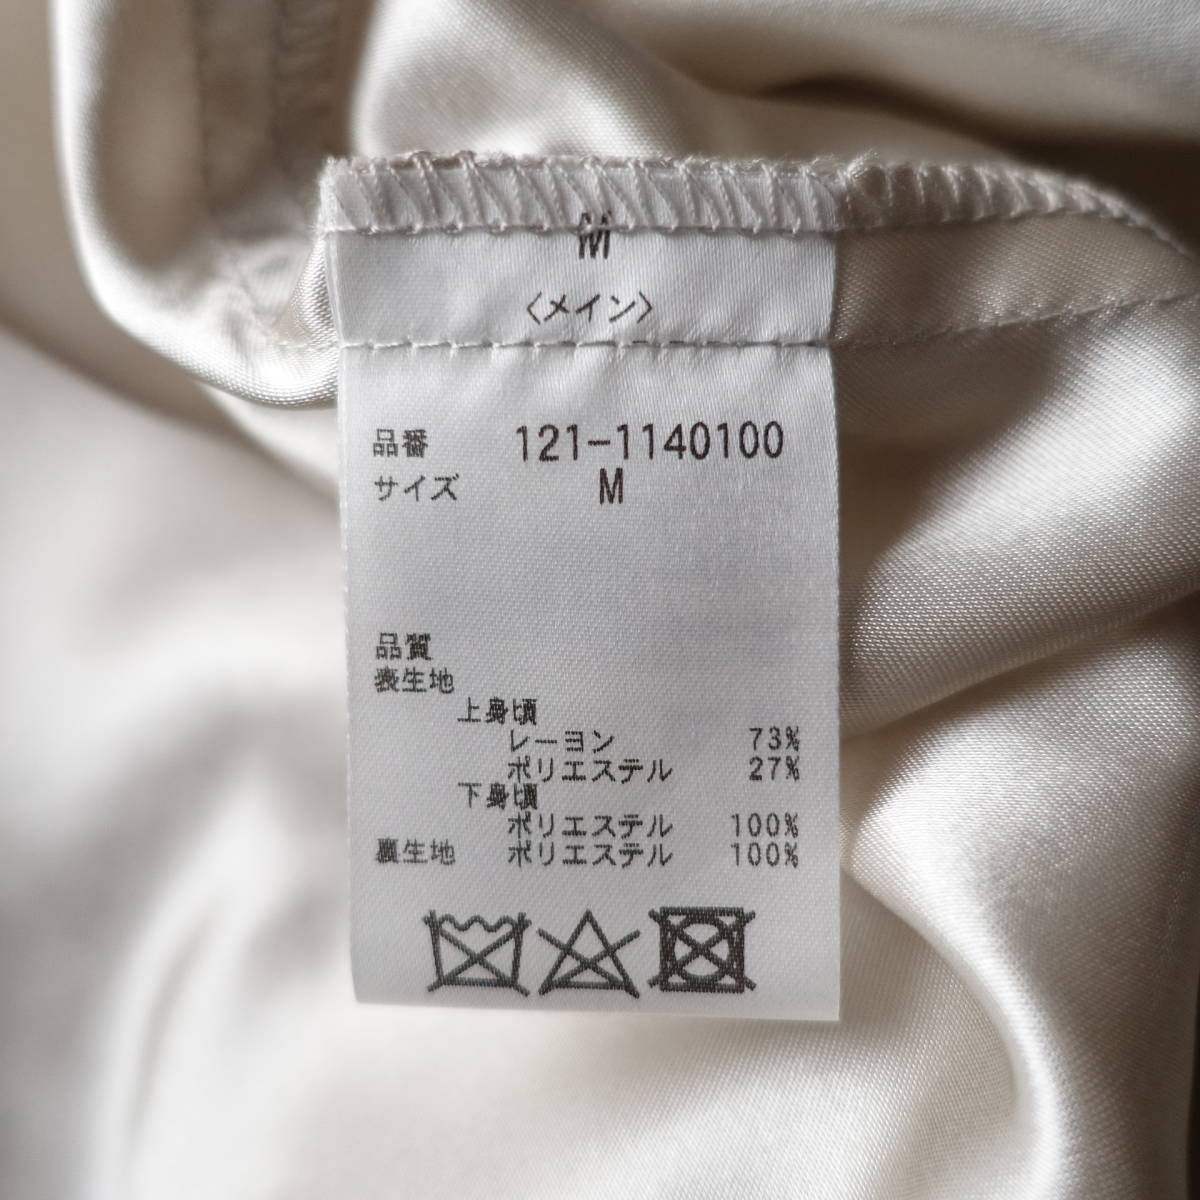 M
〈メイン〉
品番 121-1140100
サイズ M
品質
表生地
上身頃
レーヨン 73%
ポリエステル 27%
下身頃
ポリエステル 100%
裏生地 ポリエステル 100%